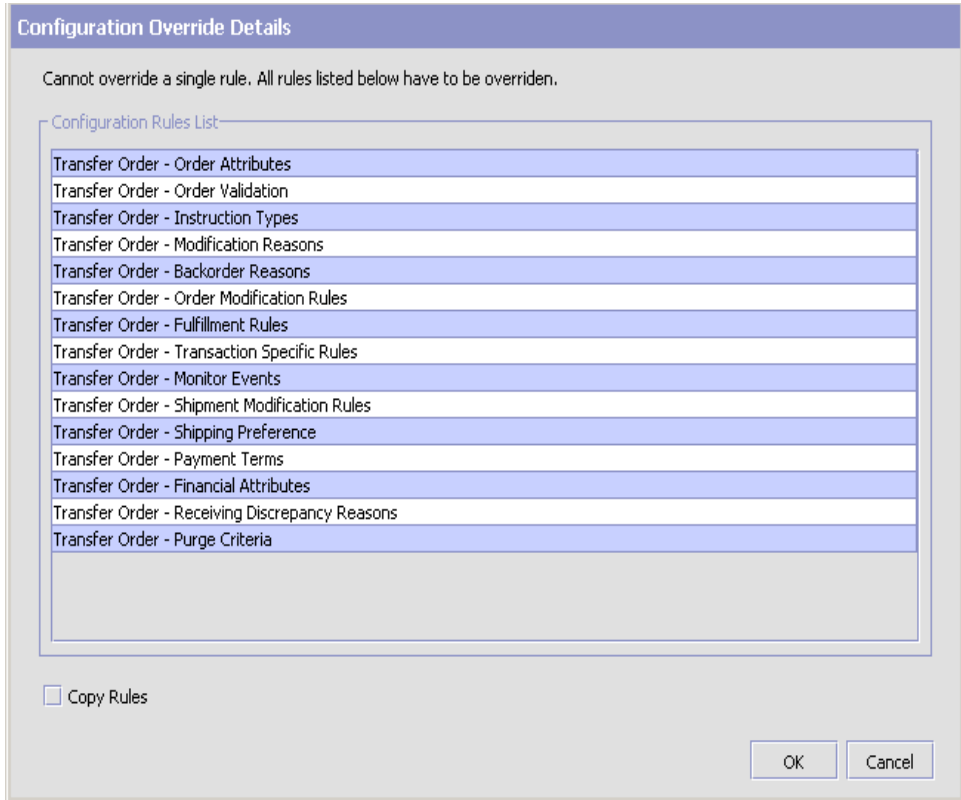 Configuration Override Details
Cannot override a single rule. All rules listed below have to be overriden.
Configuration Rules List
Transfer Order - Order Attributes
Transfer Order - Order Validation
Transfer Order - Instruction Types
Transfer Order - Modification Reasons
Transfer Order - Backorder Reasons
Transfer Order - Order Modification Rules
Transfer Order - Fulfillment Rules
Transfer Order - Transaction Specific Rules
Transfer Order - Monitor Events
Transfer Order - Shipment Modification Rules
Transfer Order - Shipping Preference
Transfer Order - Payment Terms
Transfer Order - Financial Attributes
Transfer Order - Receiving Discrepancy Reasons
Transfer Order - Purge Criteria
Copy Rules
OK Cancel